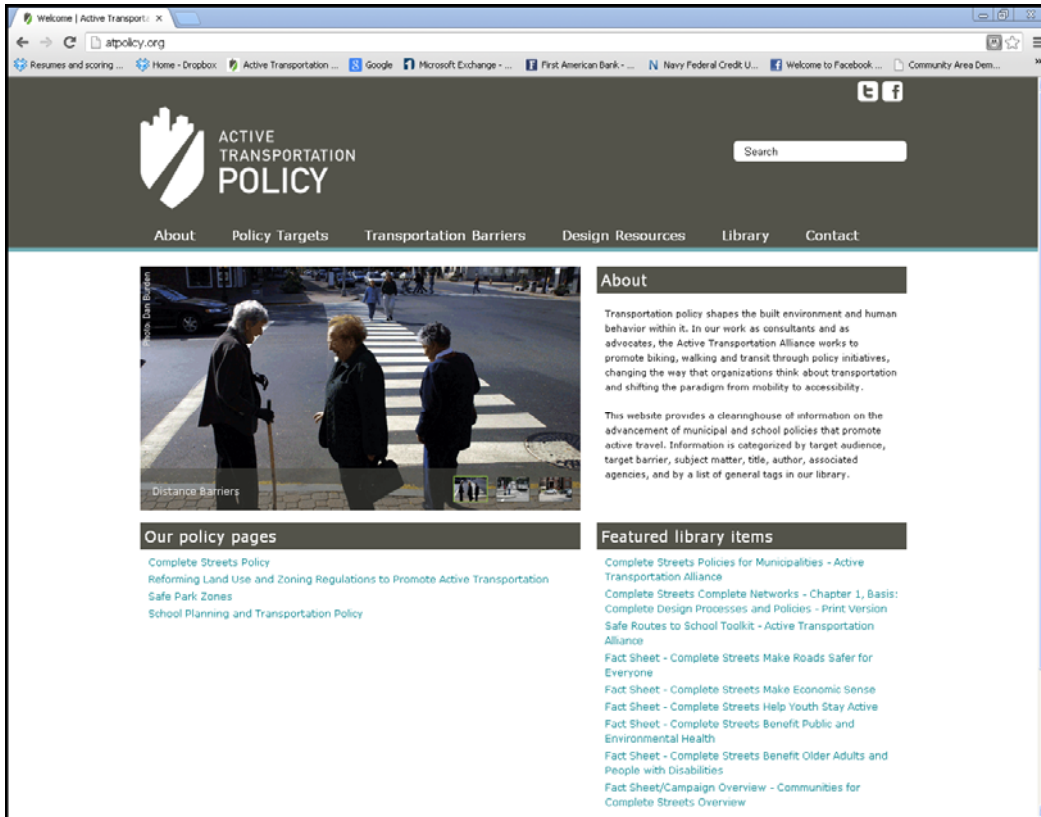 Welcome | Active Transport
atpolicy.org
Resumes and scoring ...
Home - Dropbox
Active Transportation ...
Google
Microsoft Exchange - ...
First American Bank - ...
Navy Federal Credit U...
Welcome to Facebook ...
Community Area Dem...
ACTIVE
TRANSPORTATION
POLICY
Search
About
Policy Targets
Transportation Barriers
Design Resources
Library
Contact
Photo: Dan Burden
Distance Barriers
About
Transportation policy shapes the built environment and human
behavior within it. In our work as consultants and as
advocates, the Active Transportation Alliance works to
promote biking, walking and transit through policy initiatives,
changing the way that organizations think about transportation
and shifting the paradigm from mobility to accessibility.
This website provides a clearinghouse of information on the
advancement of municipal and school policies that promote
active travel. Information is categorized by target audience,
target barrier, subject matter, title, author, associated
agencies, and by a list of general tags in our library.
Our policy pages
Complete Streets Policy
Reforming Land Use and Zoning Regulations to Promote Active Transportation
Safe Park Zones
School Planning and Transportation Policy
Featured library items
Complete Streets Policies for Municipalities - Active
Transportation Alliance
Complete Streets Complete Networks - Chapter 1, Basis:
Complete Design Processes and Policies - Print Version
Safe Routes to School Toolkit - Active Transportation
Alliance
Fact Sheet - Complete Streets Make Roads Safer for
Everyone
Fact Sheet - Complete Streets Make Economic Sense
Fact Sheet - Complete Streets Help Youth Stay Active
Fact Sheet - Complete Streets Benefit Public and
Environmental Health
Fact Sheet - Complete Streets Benefit Older Adults and
People with Disabilities
Fact Sheet/Campaign Overview - Communities for
Complete Streets Overview